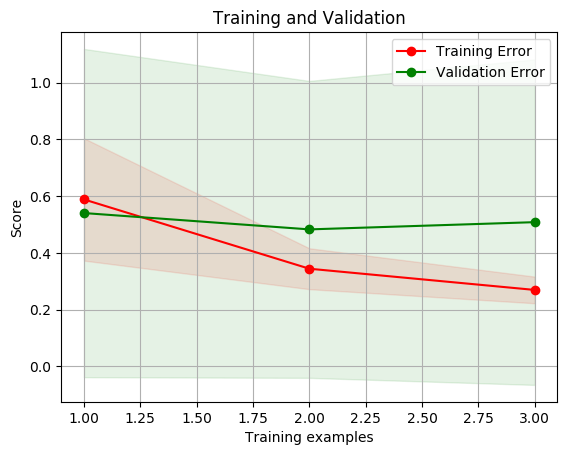 Training and Validation
Training Error
Validation Error
Score
1.0
0.8
0.6
0.4
0.2
0.0
1.00 1.25 1.50 1.75 2.00 2.25 2.50 2.75 3.00
Training examples